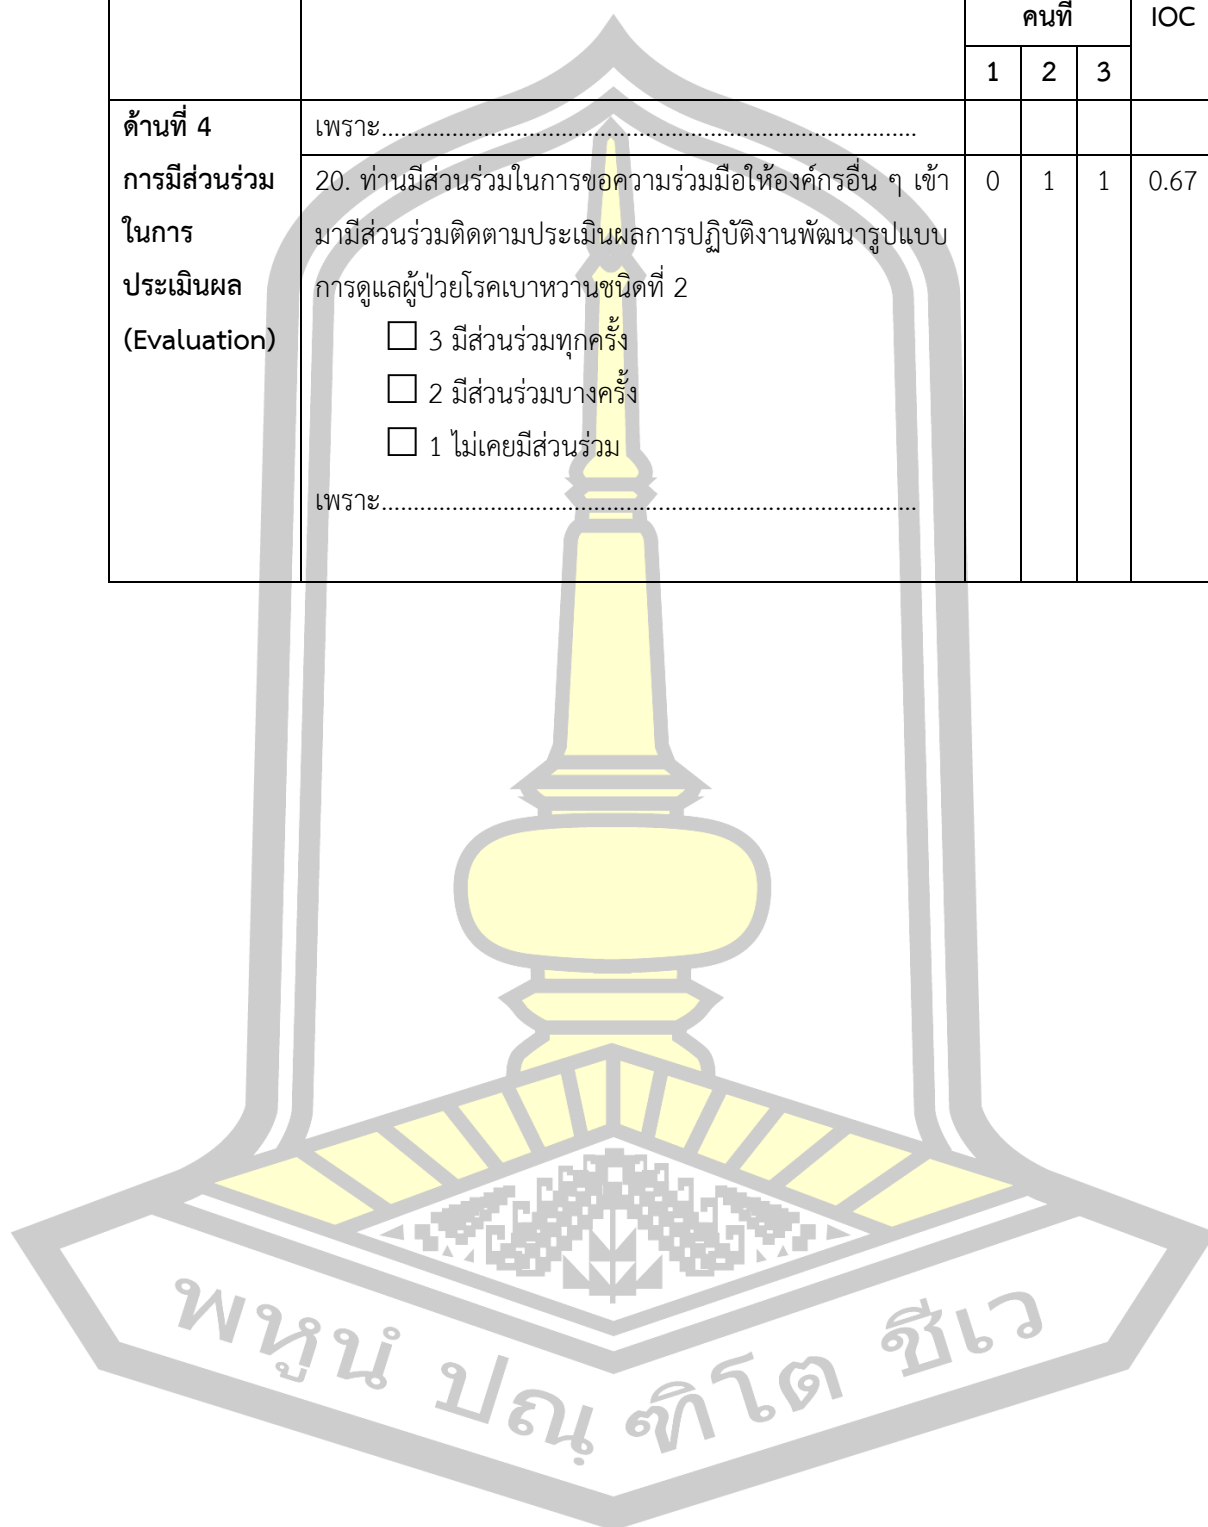 คนที่ IOC
1 2 3
ด้านที่ 4 เพราะ....................................................................................
การมีส่วนร่วม 20. ท่านมีส่วนร่วมในการขอความร่วมมือให้องค์กรอื่น ๆ เข้า 0 1 1 0.67
ในการ มามีส่วนร่วมติดตามประเมินผลการปฏิบัติงานพัฒนารูปแบบ
ประเมินผล การดูแลผู้ป่วยโรคเบาหวานชนิดที่ 2
(Evaluation) ☐ 3 มีส่วนร่วมทุกครั้ง
☐ 2 มีส่วนร่วมบางครั้ง
☐ 1 ไม่เคยมีส่วนร่วม
เพราะ....................................................................................
พหูนํ ปณฺฑิโต ชีเว